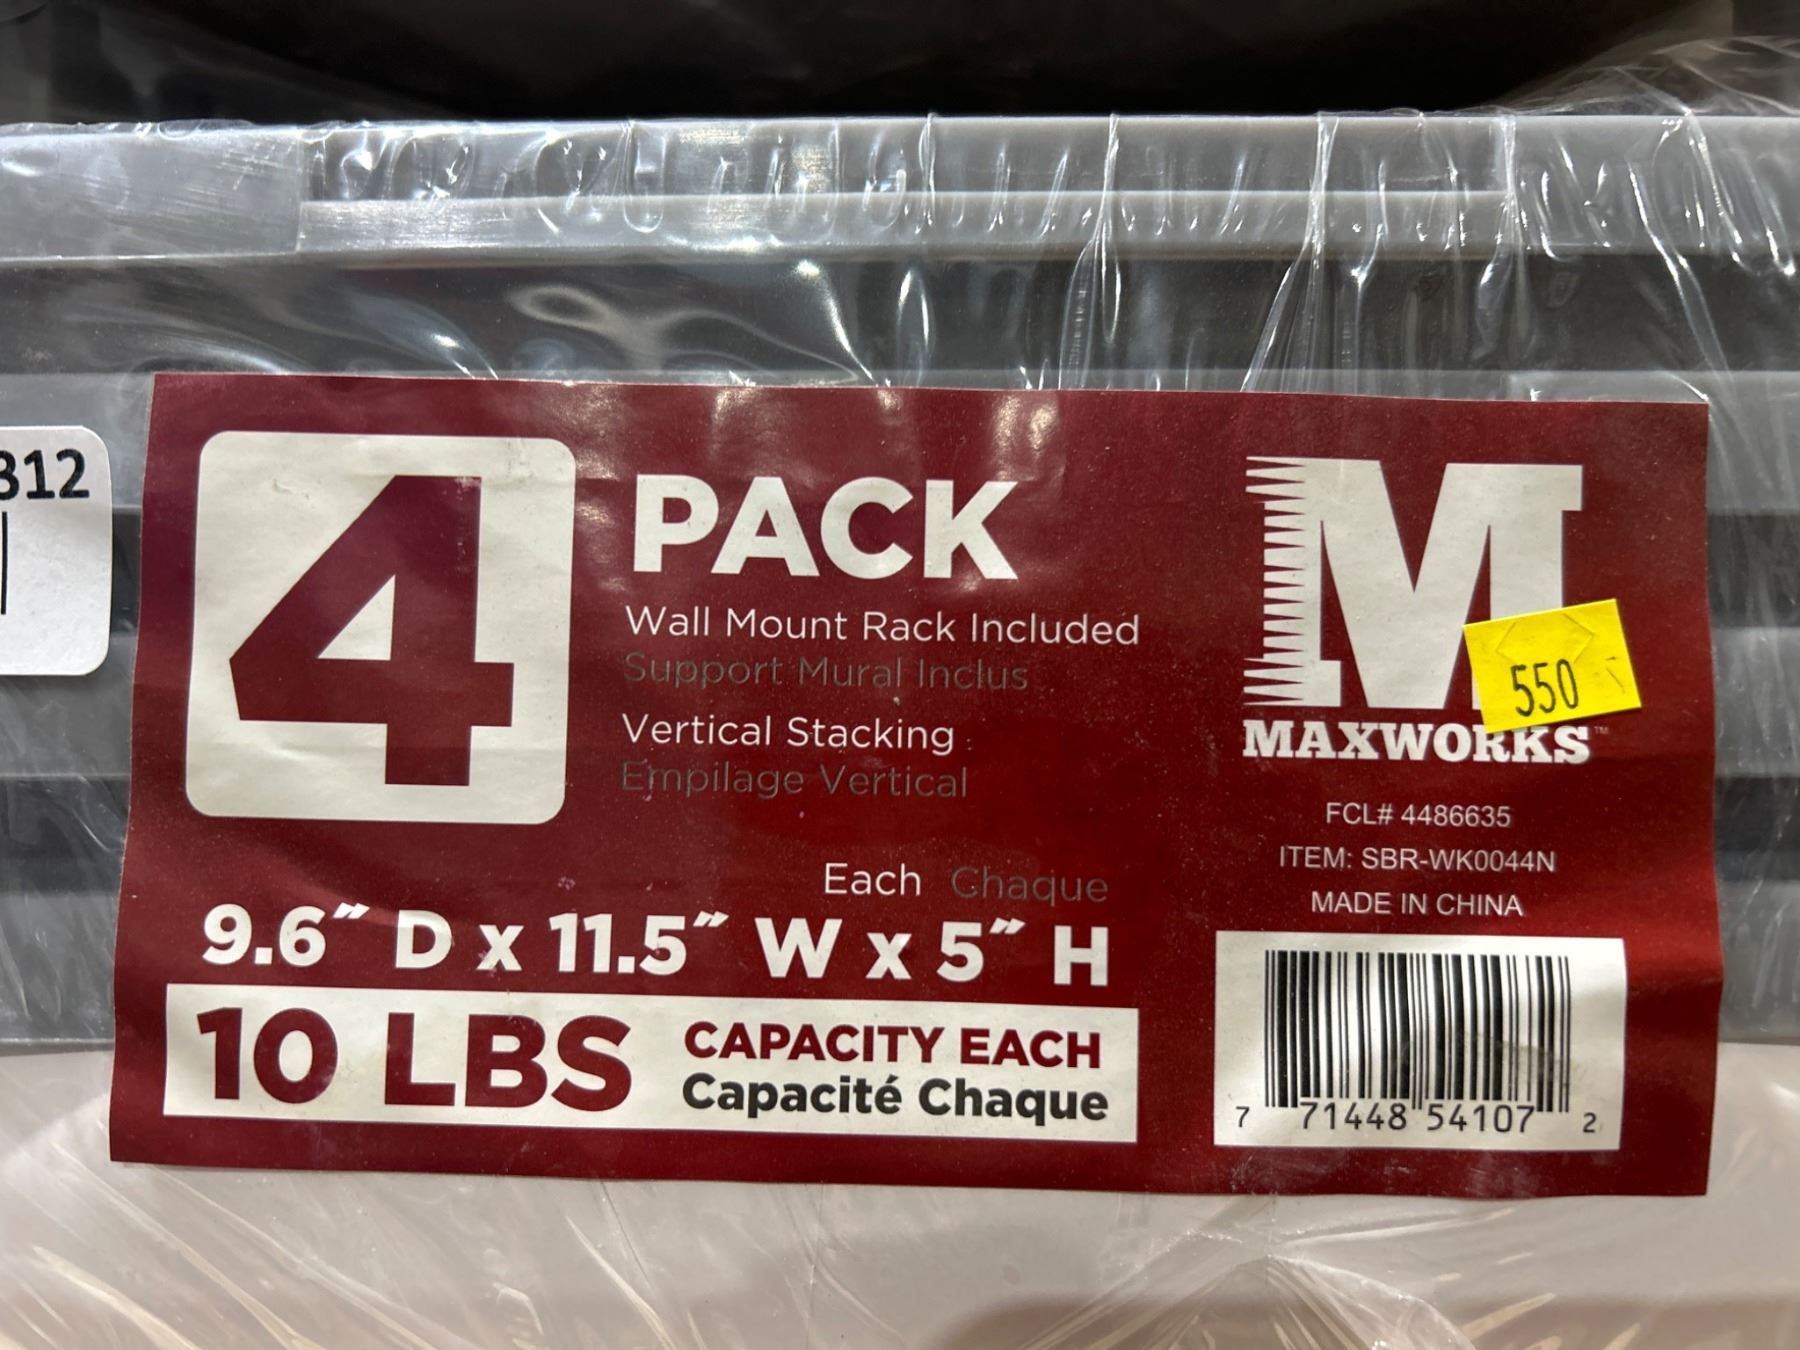 312
4
PACK
Wall Mount Rack Included
Support Mural Inclus
Vertical Stacking
Empilage Vertical
Each Chaque
9.6″ D x 11.5″ W x 5″ H
10 LBS
CAPACITY EACH
Capacité Chaque
M
550
MAXWORKS™
FCL# 4486635
ITEM: SBR-WK0044N
MADE IN CHINA
7 71448 54107 2